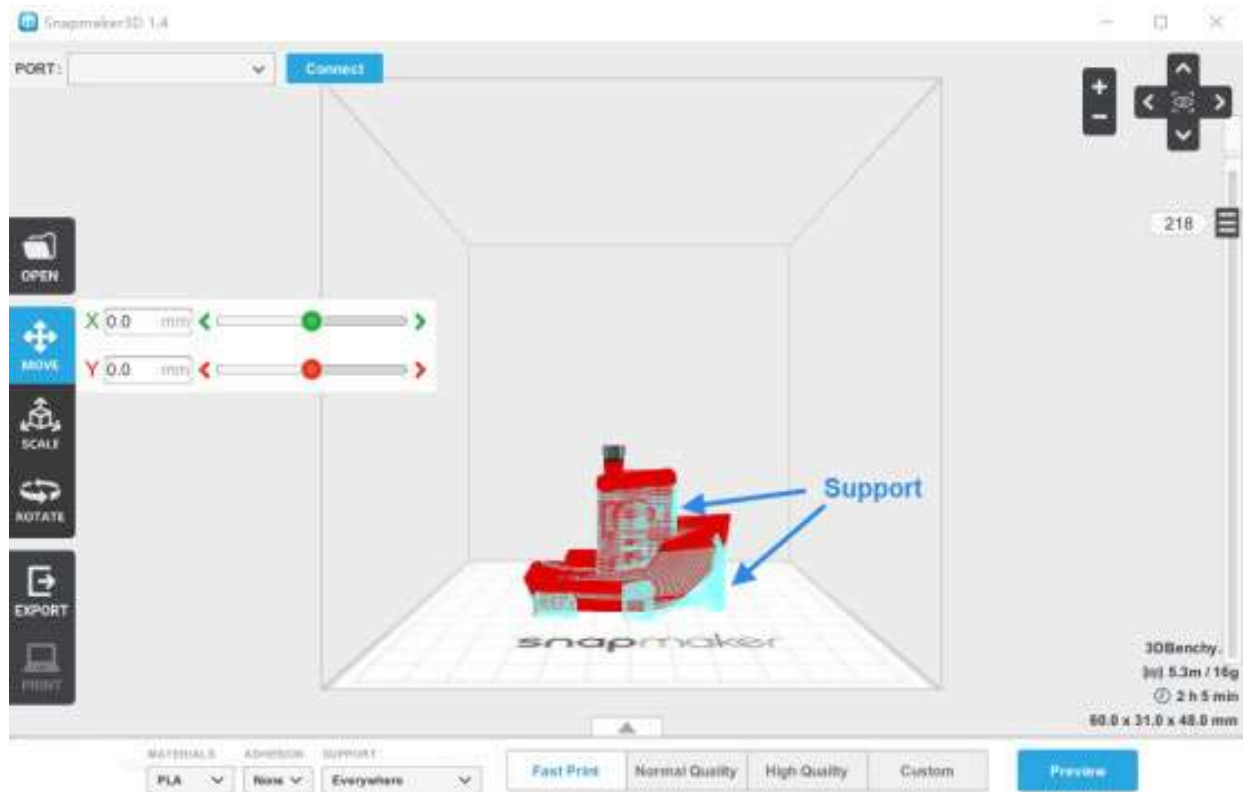 Snapmaker3D 1.4
PORT:
Connect
218
OPEN
X 0.0 mm
MOVE
Y 0.0 mm
SCALE
ROTATE
Support
EXPORT
PRINT
snapmaker
3DBenchy.
5.3m / 16g
2 h 5 min
60.0 x 31.0 x 48.0 mm
MATERIALS ADHESION SUPPORT
PLA None Everywhere
Fast Print Normal Quality High Quality Custom Preview